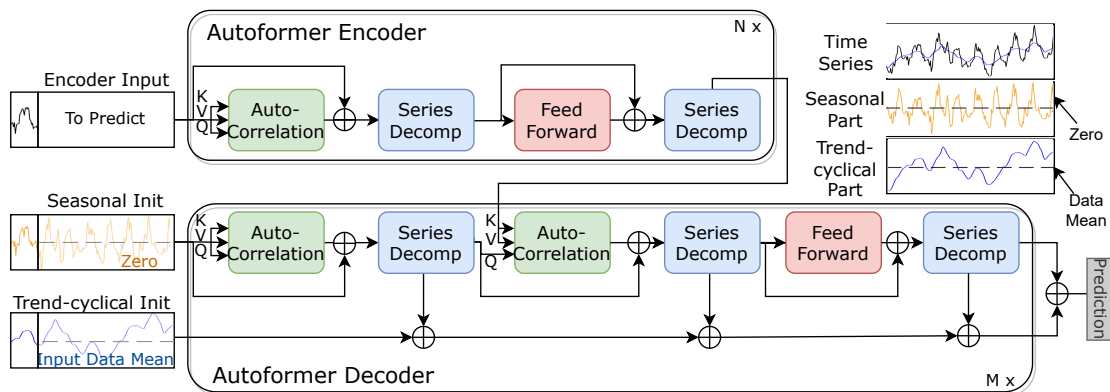 Autoformer Encoder
N x
Encoder Input
To Predict
K
V
Q
Auto-
Correlation
Series
Decomp
Feed
Forward
Series
Decomp
Time
Series
Seasonal
Part
Zero
Trend-
cyclical
Part
Data
Mean
Seasonal Init
Zero
K
V
Q
Auto-
Correlation
Series
Decomp
K
V
Q
Auto-
Correlation
Series
Decomp
Feed
Forward
Series
Decomp
Prediction
Trend-cyclical Init
Input Data Mean
Autoformer Decoder
M x